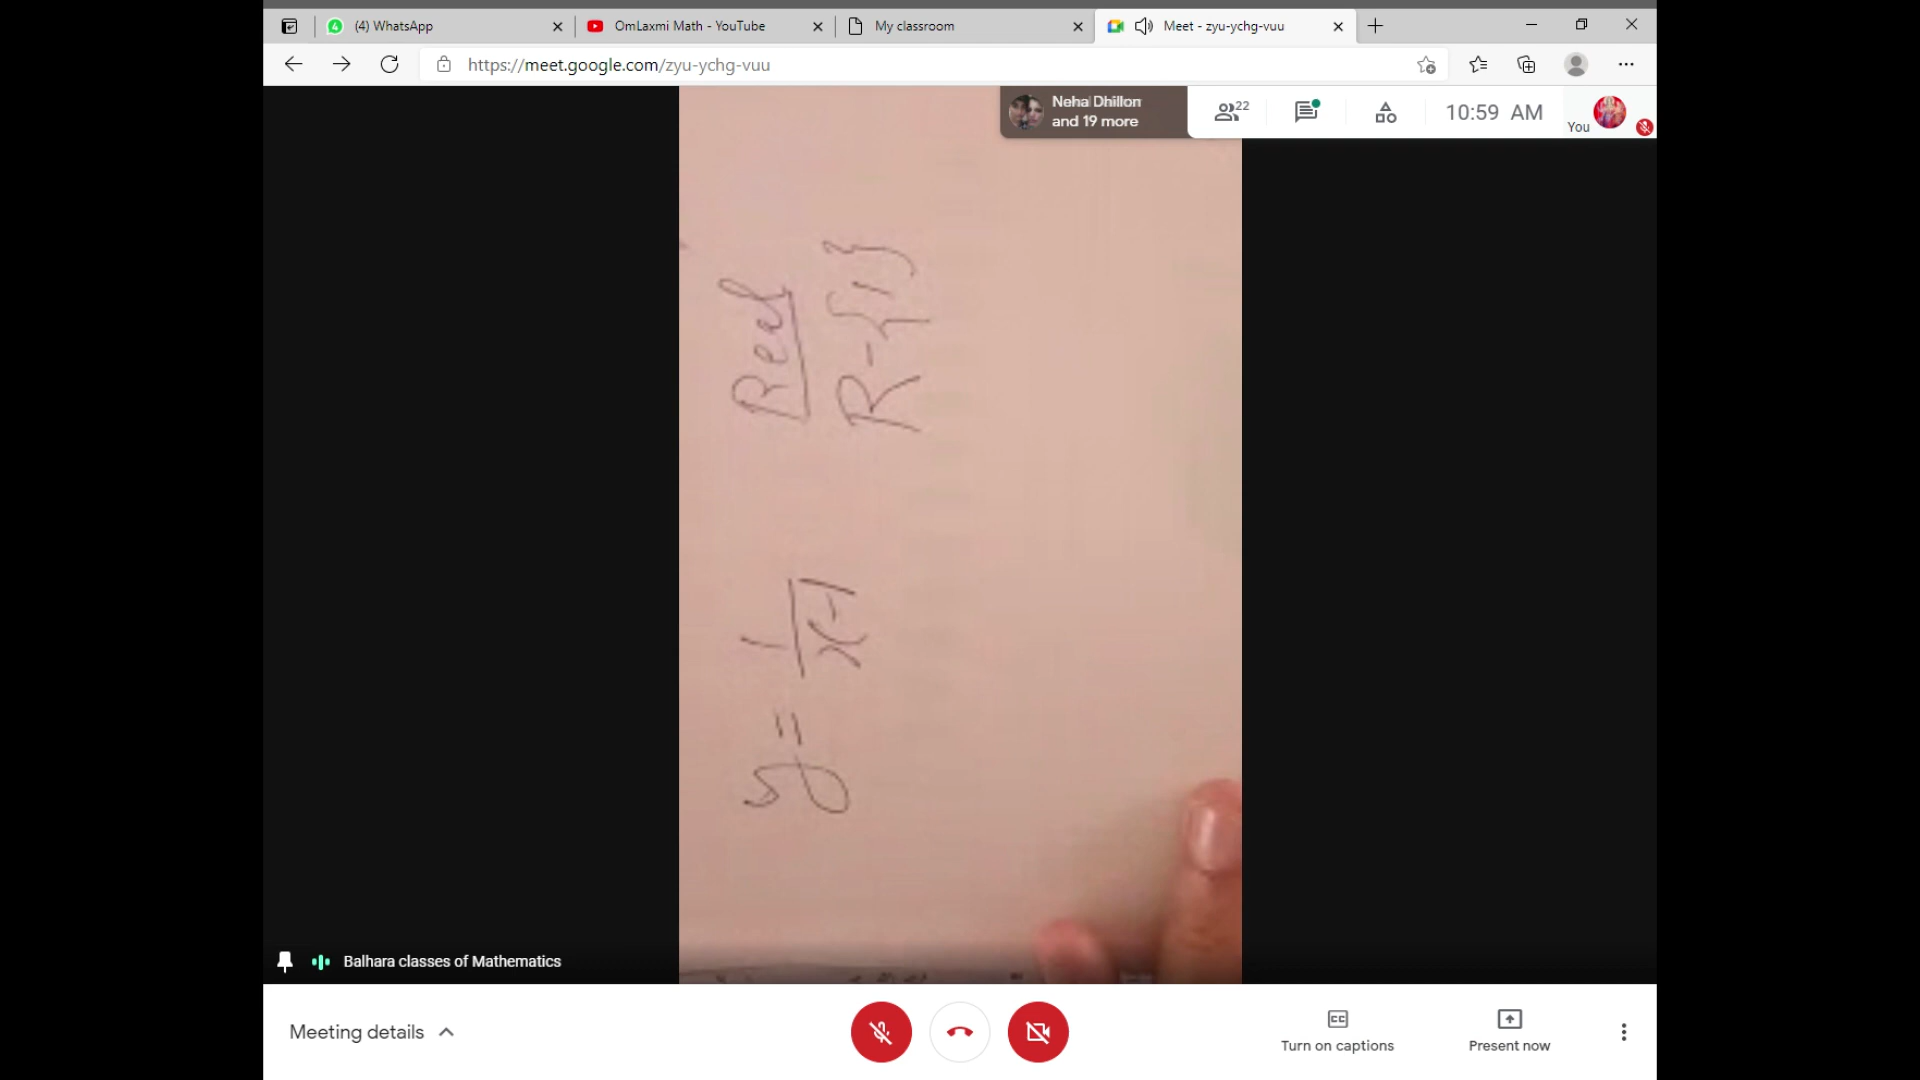 (4) WhatsApp
OmLaxmi Math - YouTube
My classroom
Meet - zyu-ychg-vuu
https://meet.google.com/zyu-ychg-vuu
Neha Dhillon
and 19 more
22
10:59 AM
You
Real
R-{1}
y = 1/x-1
Balhara classes of Mathematics
Meeting details
Turn on captions
Present now